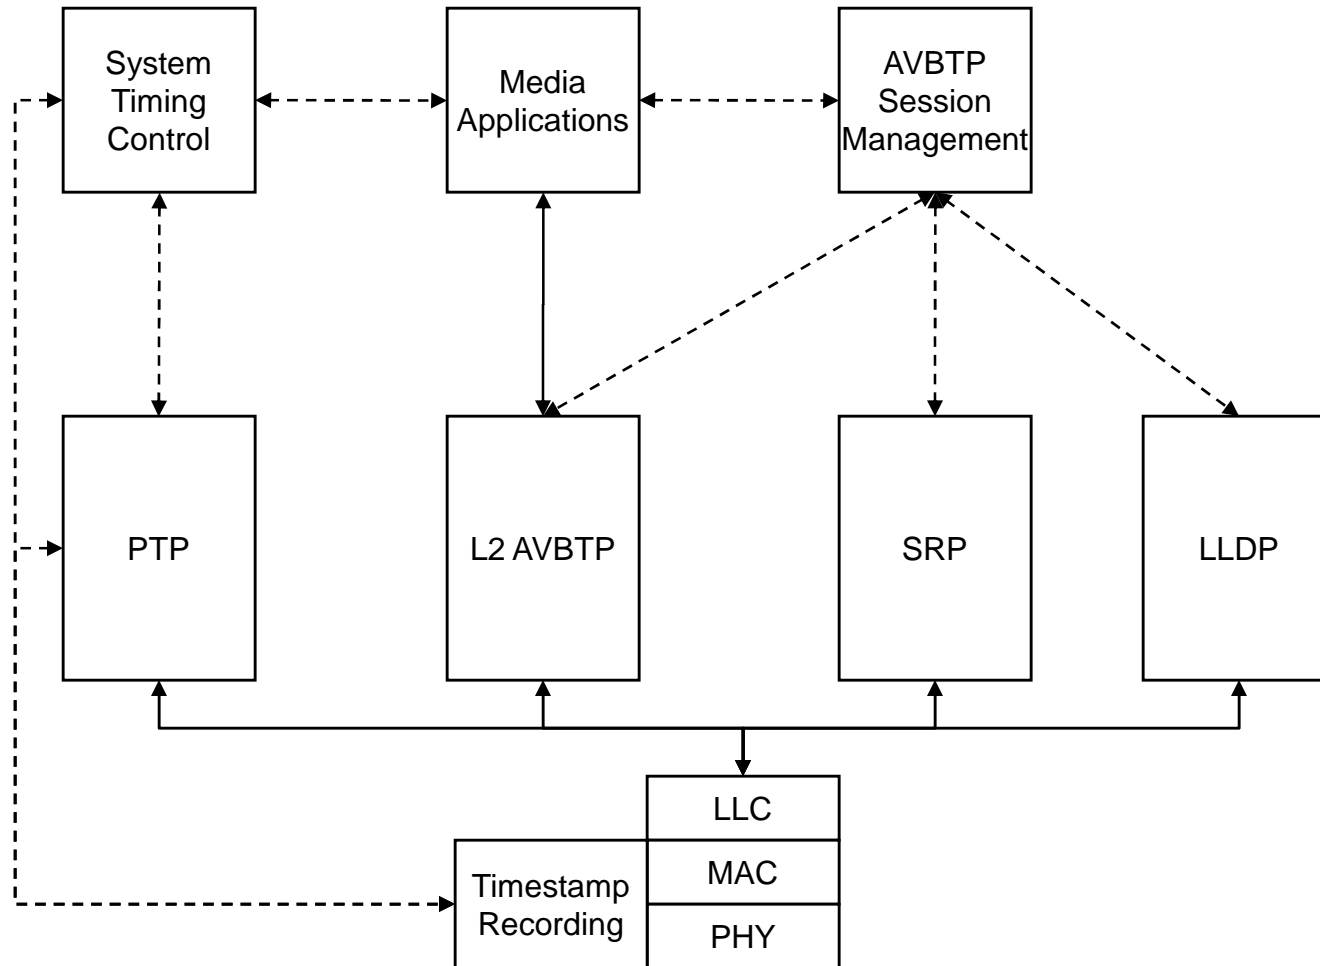 System
Timing
Control
Media
Applications
AVBTP
Session
Management
PTP
L2 AVBTP
SRP
LLDP
LLC
MAC
PHY
Timestamp
Recording